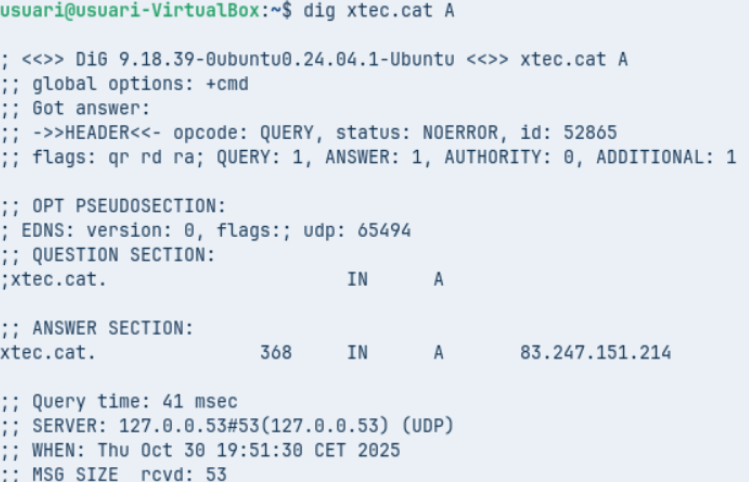 usuari@usuari-VirtualBox:~$ dig xtec.cat A
; <<>> DiG 9.18.39-0ubuntu0.24.04.1-Ubuntu <<>> xtec.cat A
;; global options: +cmd
;; Got answer:
;; ->>HEADER<<- opcode: QUERY, status: NOERROR, id: 52865
;; flags: qr rd ra; QUERY: 1, ANSWER: 1, AUTHORITY: 0, ADDITIONAL: 1
;; OPT PSEUDOSECTION:
; EDNS: version: 0, flags:; udp: 65494
;; QUESTION SECTION:
;xtec.cat. IN A
;; ANSWER SECTION:
xtec.cat. 368 IN A 83.247.151.214
;; Query time: 41 msec
;; SERVER: 127.0.0.53#53(127.0.0.53) (UDP)
;; WHEN: Thu Oct 30 19:51:30 CET 2025
;; MSG SIZE rcvd: 53